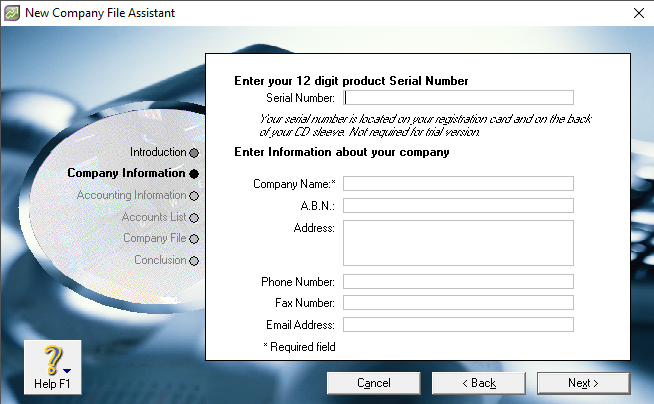 New Company File Assistant
Enter your 12 digit product Serial Number
Serial Number:
Your serial number is located on your registration card and on the back
of your CD sleeve. Not required for trial version.
Introduction
Company Information
Accounting Information
Accounts List
Company File
Conclusion
Enter Information about your company
Company Name:*
A.B.N.:
Address:
Phone Number:
Fax Number:
Email Address:
* Required field
Help F1
Cancel
< Back
Next >